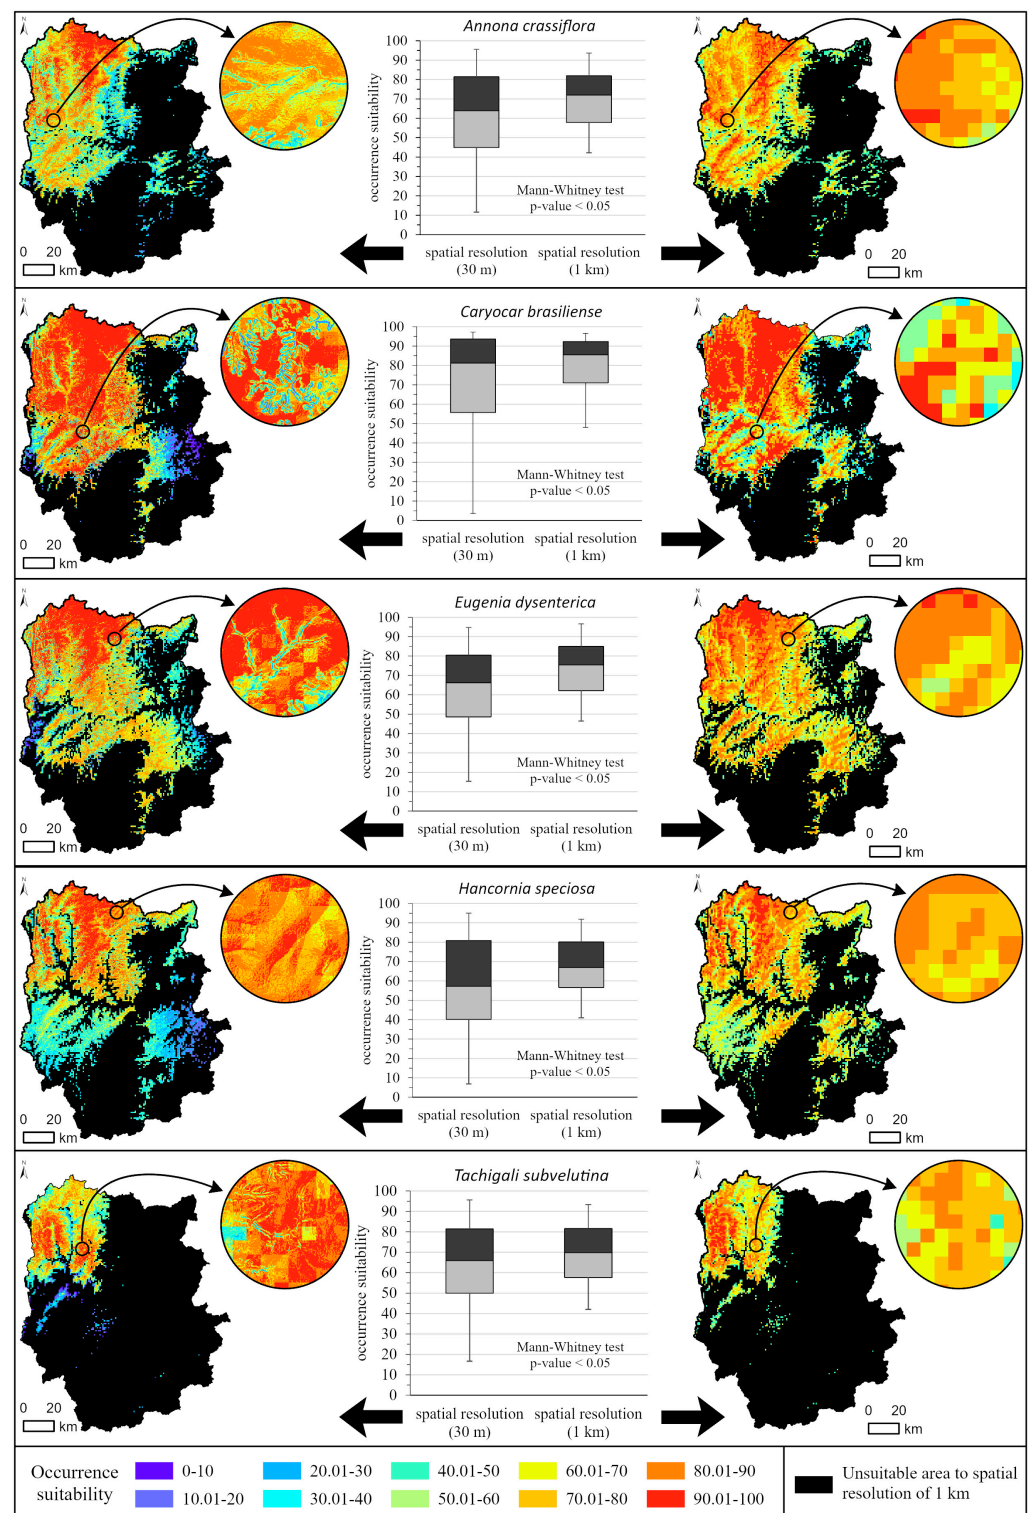 Annona crassiflora
N
N
100
90
80
70
60
50
40
30
20
10
0
occurrence suitability
Mann-Whitney test
p-value < 0.05
spatial resolution
(30 m)
spatial resolution
(1 km)
0 20
km
0 20
km
Caryocar brasiliense
N
N
100
90
80
70
60
50
40
30
20
10
0
occurrence suitability
Mann-Whitney test
p-value < 0.05
spatial resolution
(30 m)
spatial resolution
(1 km)
0 20
km
0 20
km
Eugenia dysenterica
N
N
100
90
80
70
60
50
40
30
20
10
0
occurrence suitability
Mann-Whitney test
p-value < 0.05
spatial resolution
(30 m)
spatial resolution
(1 km)
0 20
km
0 20
km
Hancornia speciosa
N
N
100
90
80
70
60
50
40
30
20
10
0
occurrence suitability
Mann-Whitney test
p-value < 0.05
spatial resolution
(30 m)
spatial resolution
(1 km)
0 20
km
0 20
km
Tachigali subvelutina
N
N
100
90
80
70
60
50
40
30
20
10
0
occurrence suitability
Mann-Whitney test
p-value < 0.05
spatial resolution
(30 m)
spatial resolution
(1 km)
0 20
km
0 20
km
Occurrence
suitability
0-10
10.01-20
20.01-30
30.01-40
40.01-50
50.01-60
60.01-70
70.01-80
80.01-90
90.01-100
Unsuitable area to spatial
resolution of 1 km